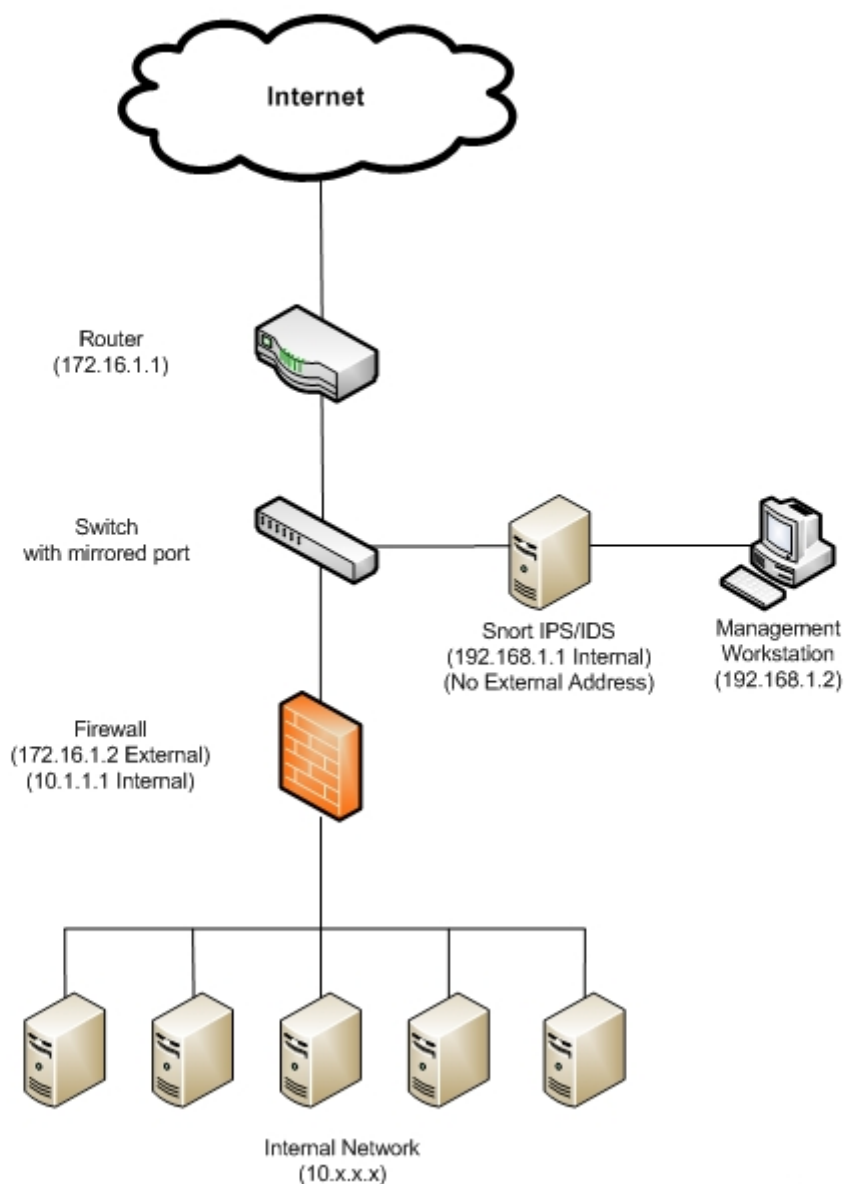 Internet
Router
(172.16.1.1)
Switch
with mirrored port
Snort IPS/IDS
(192.168.1.1 Internal)
(No External Address)
Management
Workstation
(192.168.1.2)
Firewall
(172.16.1.2 External)
(10.1.1.1 Internal)
Internal Network
(10.x.x.x)